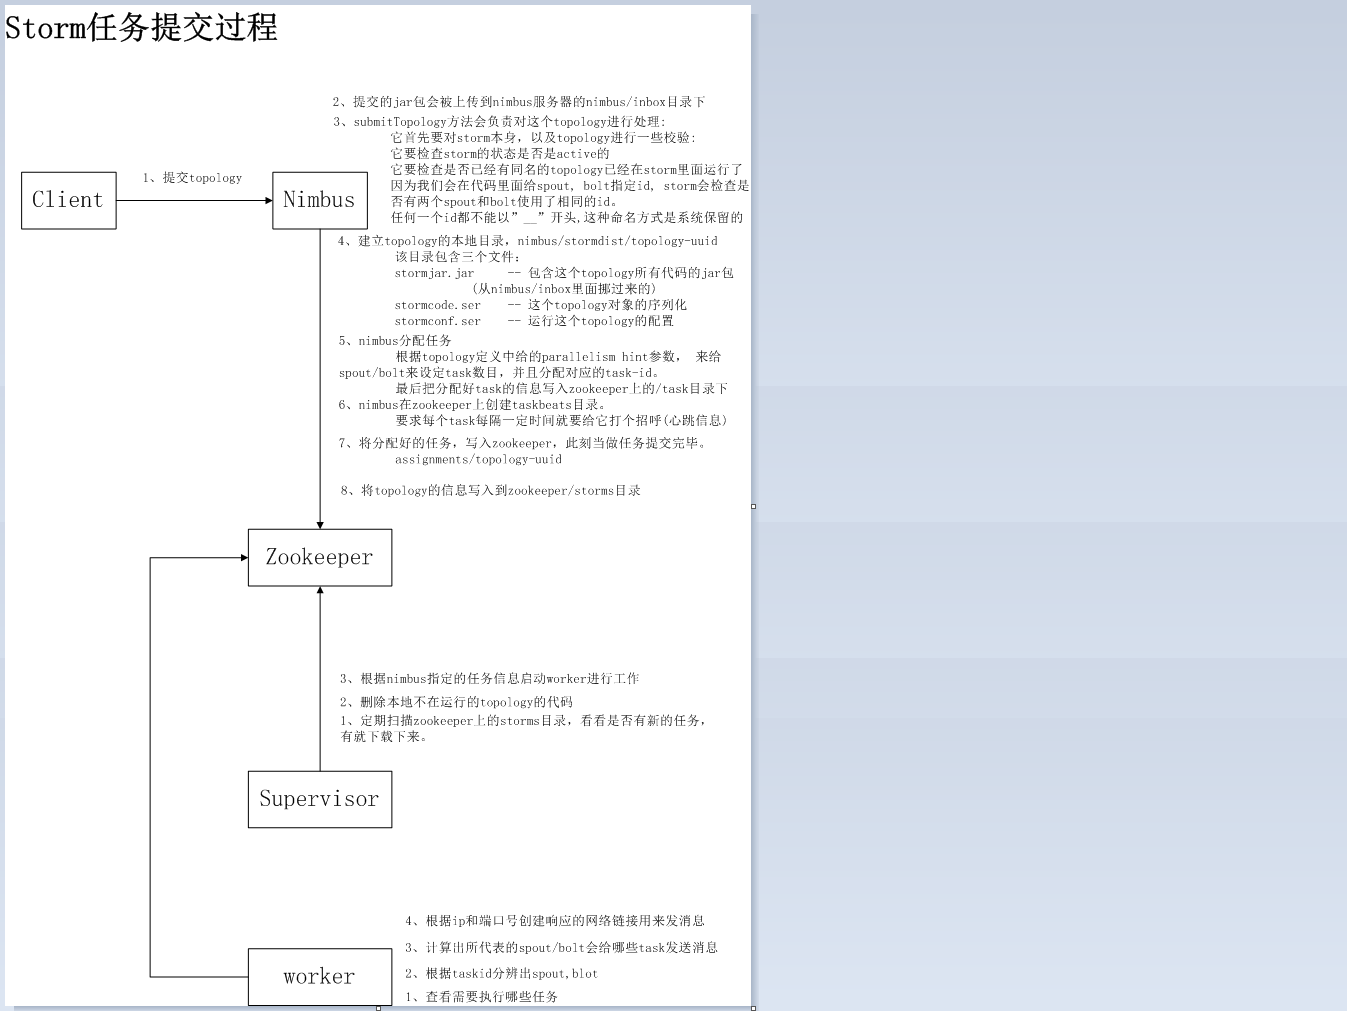 Storm任务提交过程
2、提交的jar包会被上传到nimbus服务器的nimbus/inbox目录下
3、submitTopology方法会负责对这个topology进行处理:
它首先要对storm本身, 以及topology进行一些校验:
它要检查storm的状态是否是active的
它要检查是否已经有同名的topology已经在storm里面运行了
因为我们会在代码里面给spout, bolt指定id, storm会检查是
否有两个spout和bolt使用了相同的id。
任何一个id都不能以”__”开头,这种命名方式是系统保留的
Client
1、提交topology
Nimbus
4、建立topology的本地目录, nimbus/stormdist/topology-uuid
该目录包含三个文件:
stormjar.jar -- 包含这个topology所有代码的jar包
(从nimbus/inbox里面挪过来的)
stormcode.ser -- 这个topology对象的序列化
stormconf.ser -- 运行这个topology的配置
5、nimbus分配任务
根据topology定义中给的parallelism hint参数, 来给
spout/bolt来设定task数目, 并且分配对应的task-id。
最后把分配好task的信息写入zookeeper上的/task目录下
6、nimbus在zookeeper上创建taskbeats目录。
要求每个task每隔一定时间就要给它打个招呼(心跳信息)
7、将分配好的任务, 写入zookeeper, 此刻当做任务提交完毕。
assignments/topology-uuid
8、将topology的信息写入到zookeeper/storms目录
Zookeeper
3、根据nimbus指定的任务信息启动worker进行工作
2、删除本地不在运行的topology的代码
1、定期扫描zookeeper上的storms目录, 看看是否有新的任务,
有就下载下来。
Supervisor
4、根据ip和端口号创建响应的网络链接用来发消息
3、计算出所代表的spout/bolt会给哪些task发送消息
worker
2、根据taskid分辨出spout,blot
1、查看需要执行哪些任务